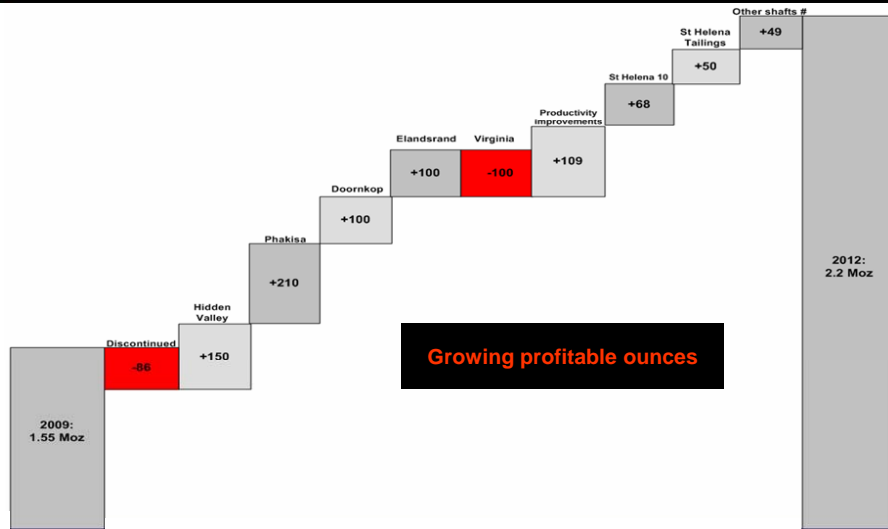 2009:
1.55 Moz
Discontinued
-86
Hidden
Valley
+150
Phakisa
+210
Doornkop
+100
Elandsrand
+100
Virginia
-100
Productivity
improvements
+109
St Helena 10
+68
St Helena
Tailings
+50
Other shafts #
+49
2012:
2.2 Moz
Growing profitable ounces